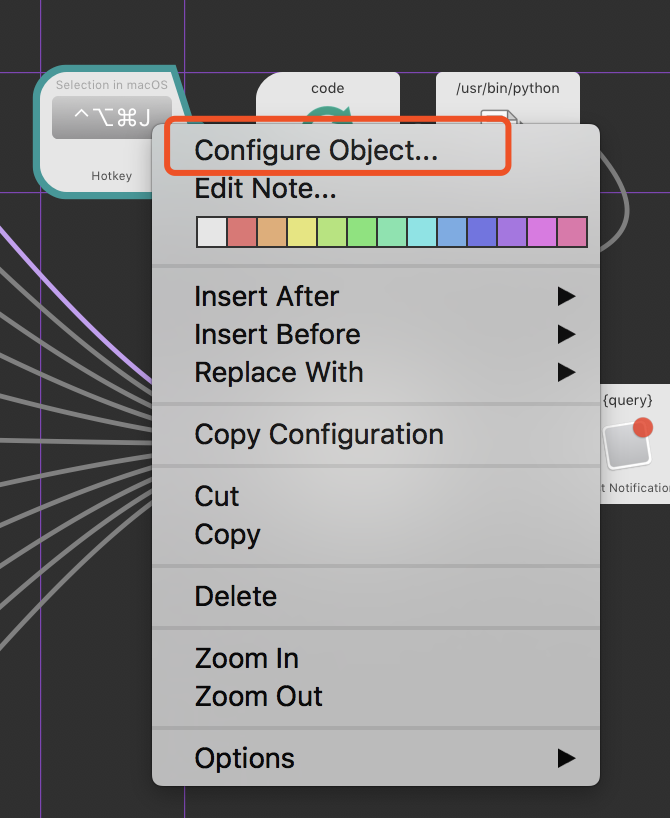 Selection in macOS
⌃⌥⌘J
Hotkey
code
/usr/bin/python
Configure Object...
Edit Note...
Insert After
Insert Before
Replace With
Copy Configuration
Cut
Copy
Delete
Zoom In
Zoom Out
Options
{query}
t Notification